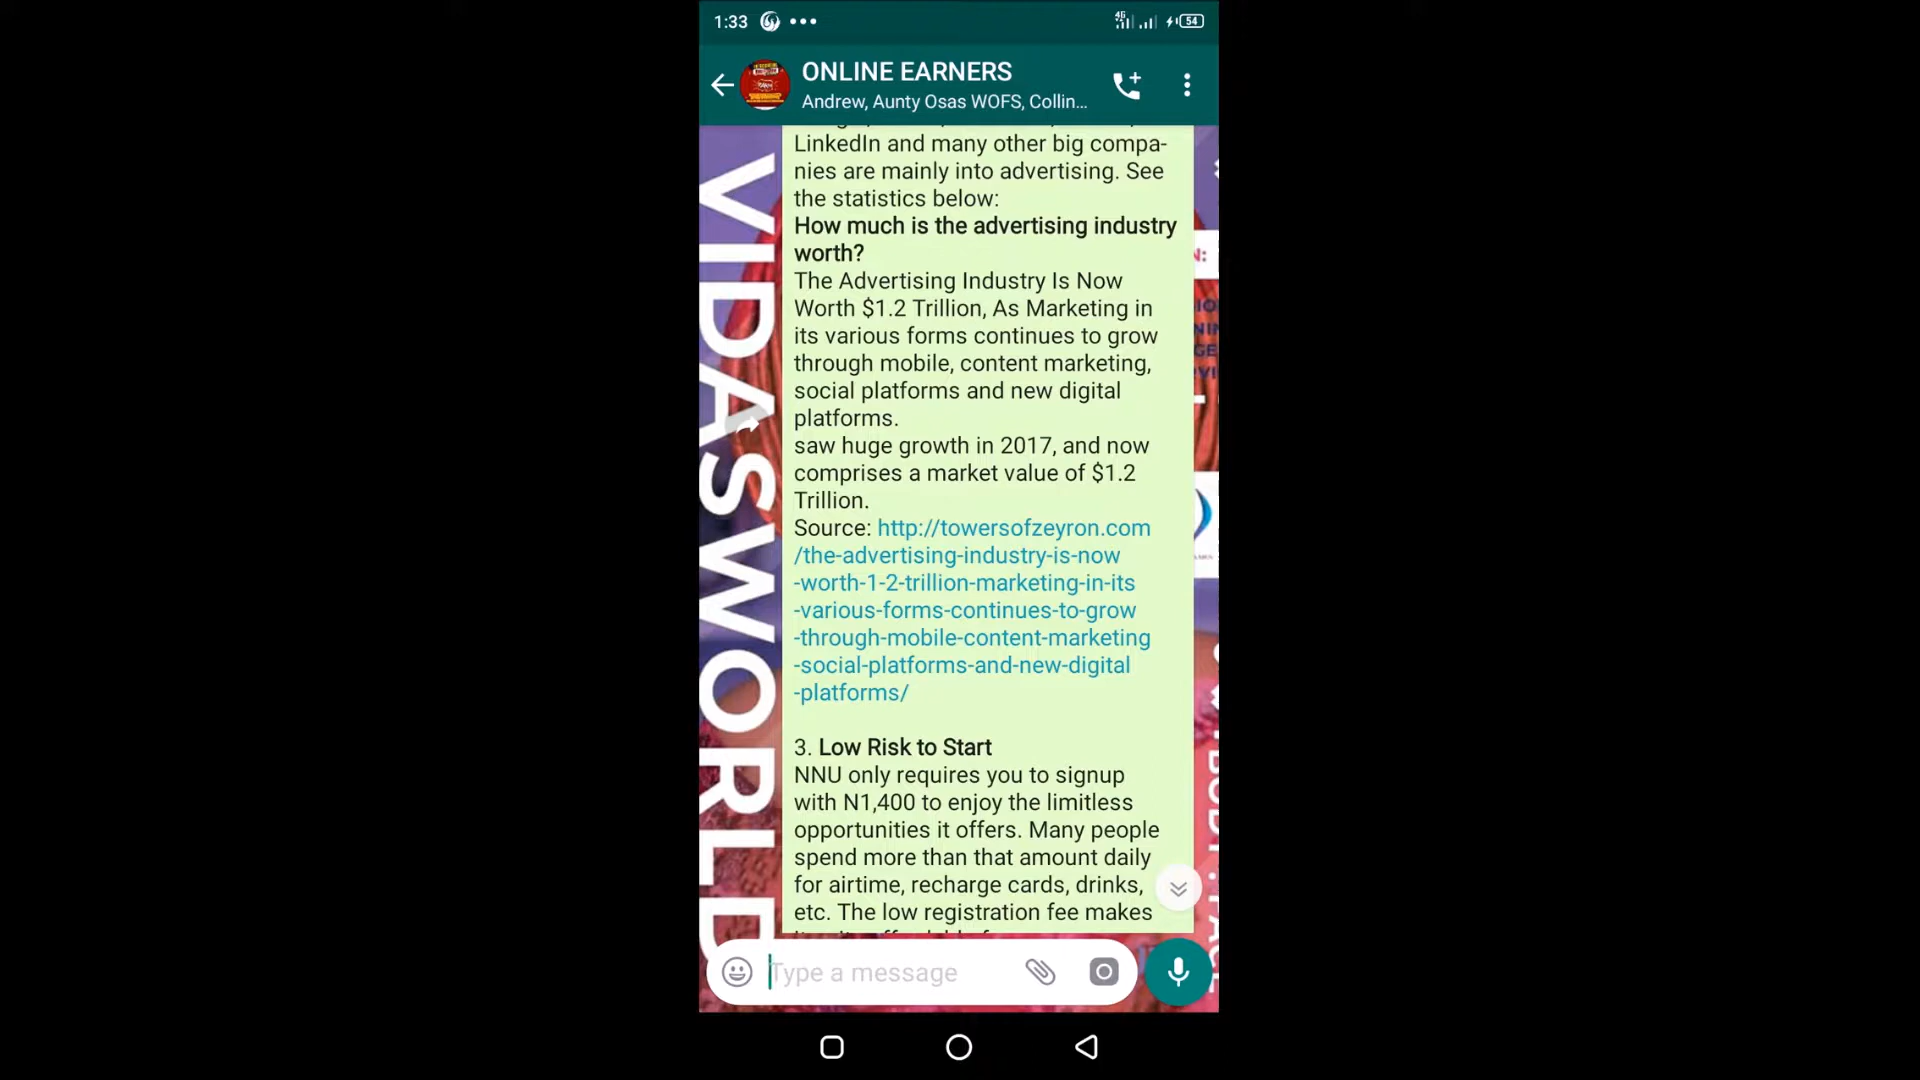 1:33
4G
54
ONLINE EARNERS
Andrew, Aunty Osas WOFS, Collin...
LinkedIn and many other big compa-
nies are mainly into advertising. See
the statistics below:
How much is the advertising industry
worth?
The Advertising Industry Is Now
Worth $1.2 Trillion, As Marketing in
its various forms continues to grow
through mobile, content marketing,
social platforms and new digital
platforms.
saw huge growth in 2017, and now
comprises a market value of $1.2
Trillion.
Source: http://towersofzeyron.com
/the-advertising-industry-is-now
-worth-1-2-trillion-marketing-in-its
-various-forms-continues-to-grow
-through-mobile-content-marketing
-social-platforms-and-new-digital
-platforms/
3. Low Risk to Start
NNU only requires you to signup
with N1,400 to enjoy the limitless
opportunities it offers. Many people
spend more than that amount daily
for airtime, recharge cards, drinks,
etc. The low registration fee makes
Type a message
VIDASWORLD